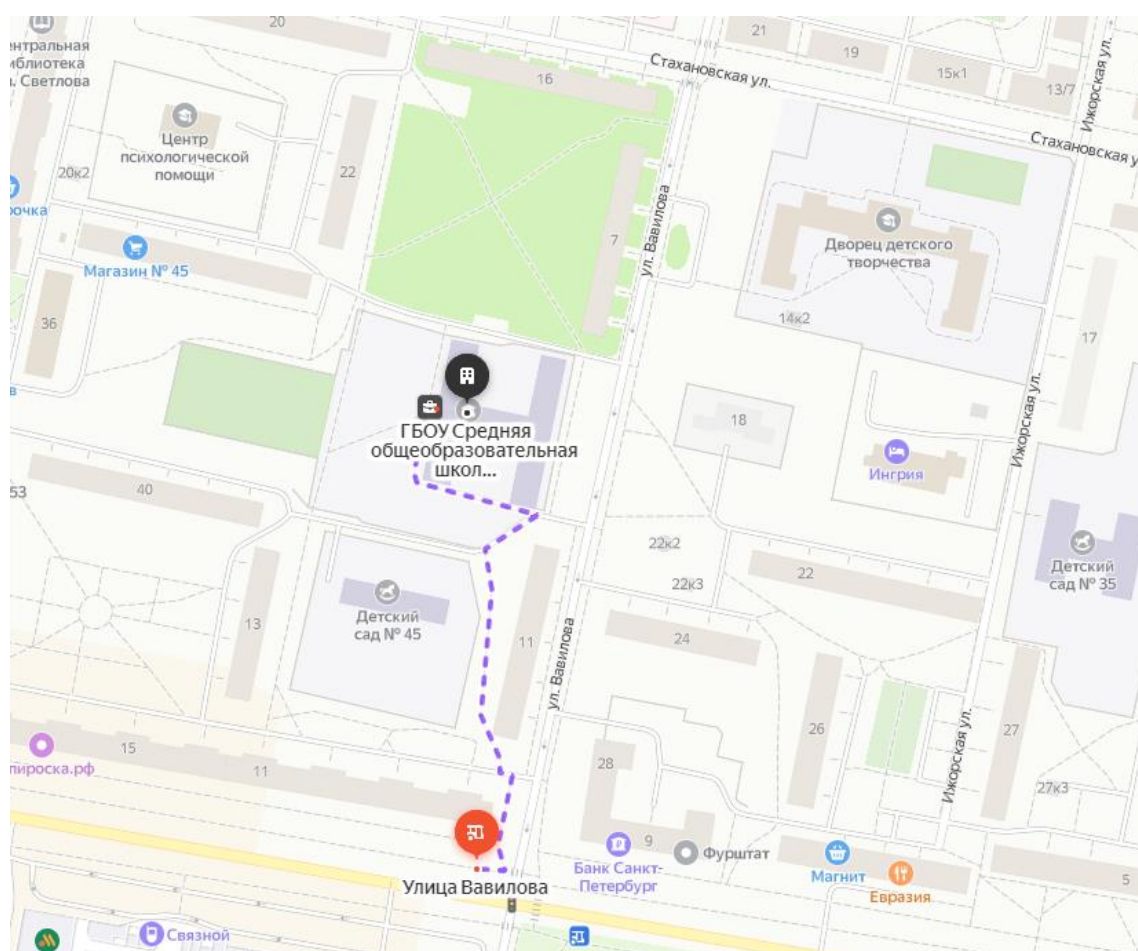 20
21
19
15к1
13/7
Стахановская ул.
Ижорская ул.
Стахановская у
ентральная
иблиотека
. Светлова
16
Центр
психологической
помощи
20к2
22
рочка
Магазин № 45
7
ул. Вавилова
Дворец детского
творчества
36
14к2
17
в
ГБОУ Средняя
общеобразовательная
школ...
18
Ингрия
Ижорская ул.
53
40
22к2
22к3
22
Детский
сад № 35
Детский
сад № 45
13
11
24
ул. Вавилова
26
27
15
11
28
пироска.рф
27к3
Ижорская ул.
9
Фурштат
Банк Санкт-
Петербург
Магнит
Евразия
5
Улица Вавилова
Связной